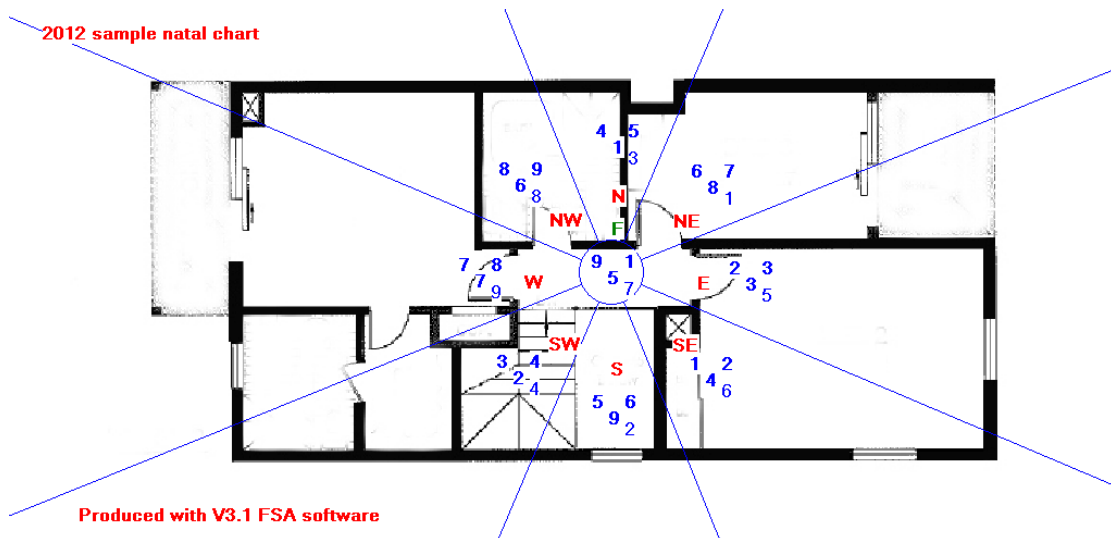 2012 sample natal chart
4 5
1
3
8 9
6
8
6 7
8
1
N
NW
F
NE
7 8
7
9
W
9 1
5
7
E
2 3
3
5
SW
SE
3 4
2
4
S
1 2
4
6
5 6
9
2
Produced with V3.1 FSA software